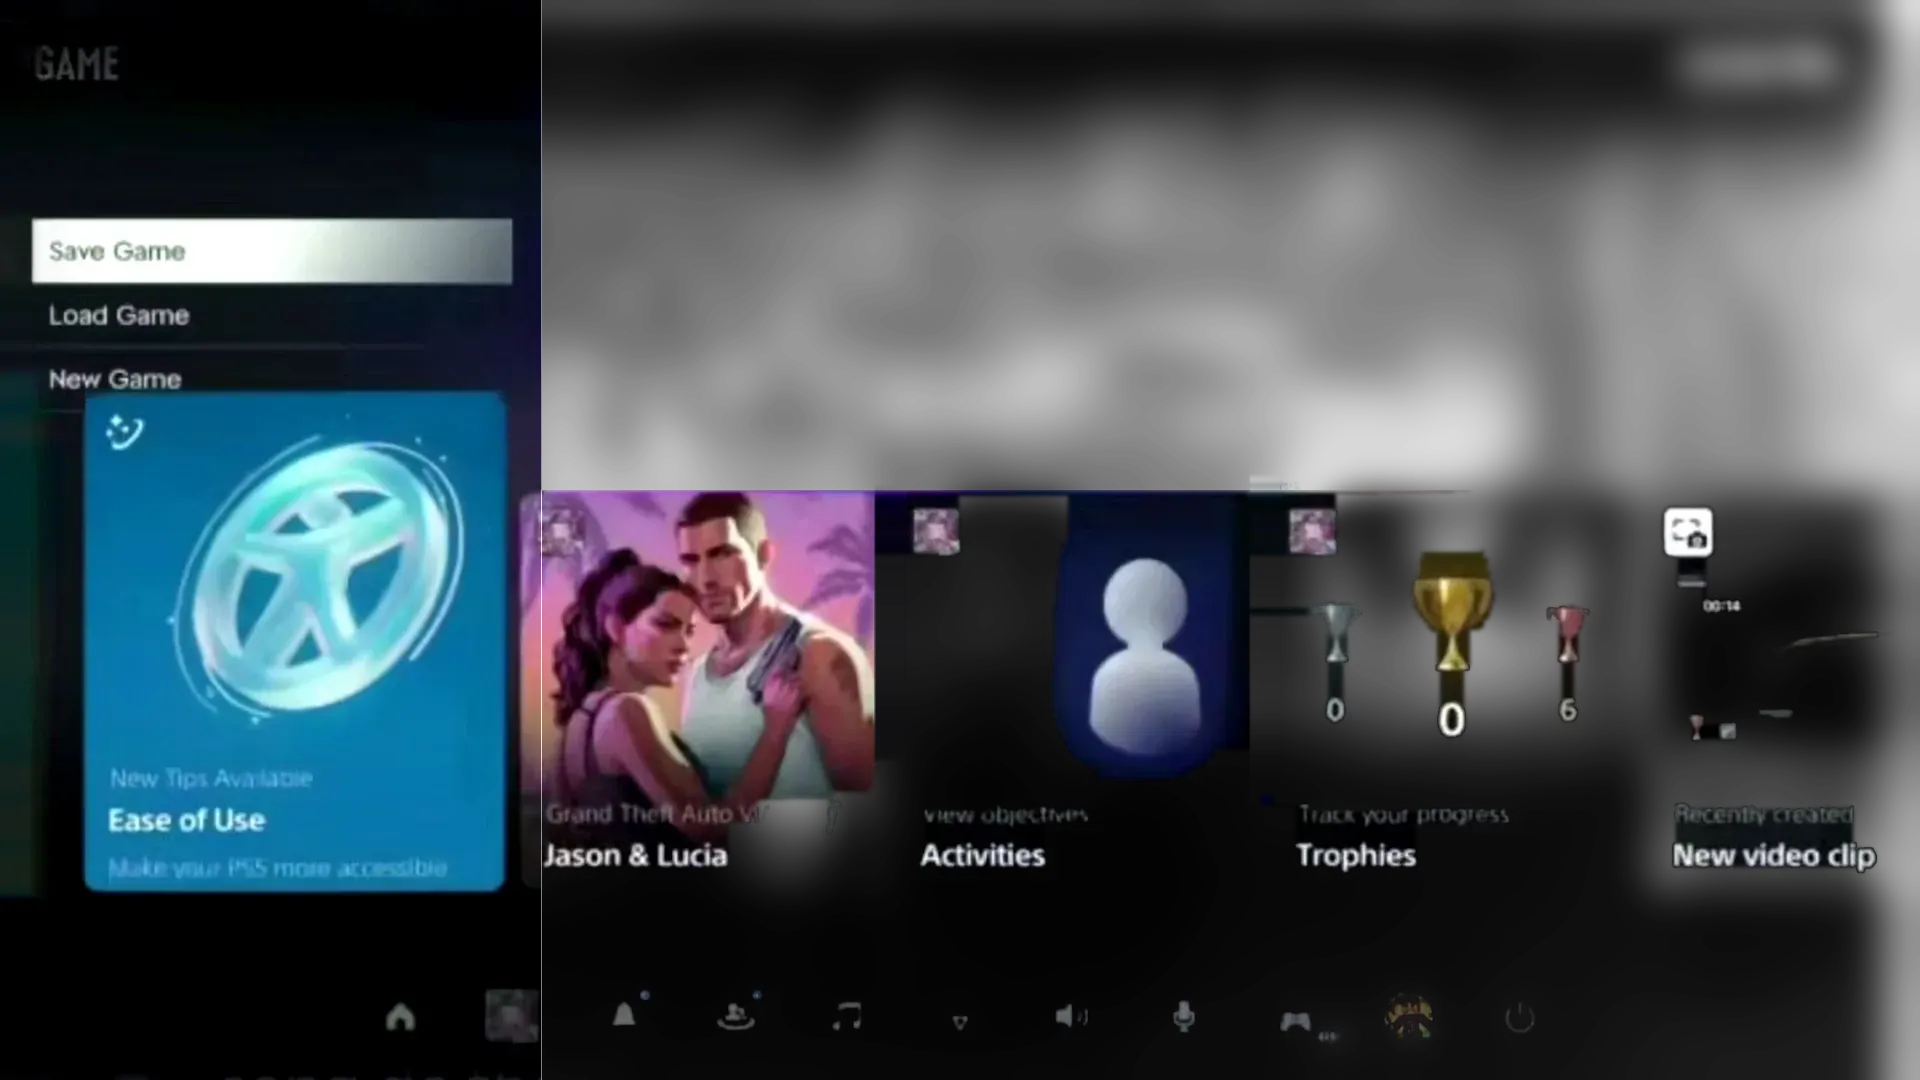 GAME
Save Game
Load Game
New Game
New Tips Available
Ease of Use
Make your PS5 more accessible
Grand Theft Auto VI
Jason & Lucia
View objectives
Activities
0
0
6
Track your progress
Trophies
00:14
Recently created
New video clip